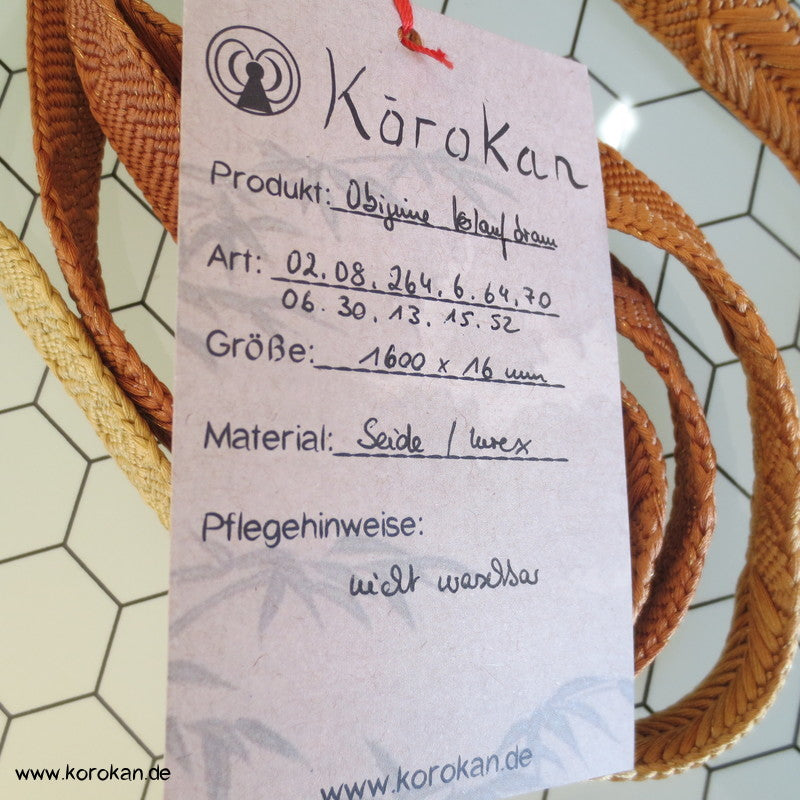 Kōrokan
Produkt: Obijime Verlauf braun
Art: 02.08.264.6.64.70
06.30.13.15.52
Größe: 1600 x 16 mm
Material: Seide / Lurex
Pflegehinweise:
nicht waschbar
www.korokan.de
www.korokan.de